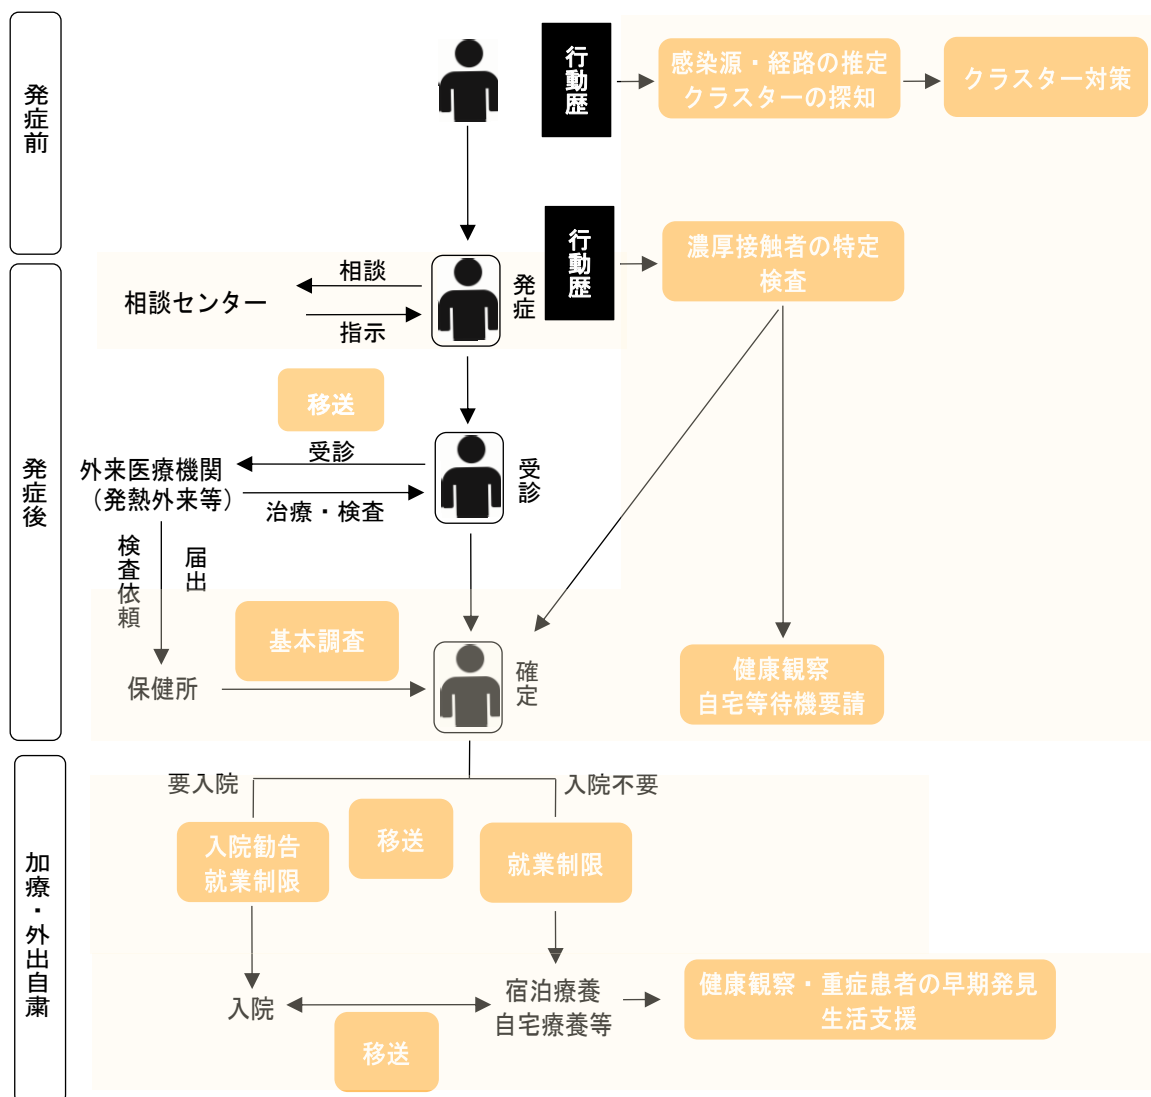 発症前
行動歴
感染源・経路の推定
クラスターの探知
クラスター対策
行動歴
濃厚接触者の特定
検査
発症後
相談センター
相談
指示
発症
移送
外来医療機関
（発熱外来等）
受診
治療・検査
受診
検査依頼
届出
保健所
基本調査
確定
健康観察
自宅等待機要請
加療・外出自粛
要入院
入院不要
入院勧告
就業制限
移送
就業制限
入院
移送
宿泊療養
自宅療養等
健康観察・重症患者の早期発見
生活支援